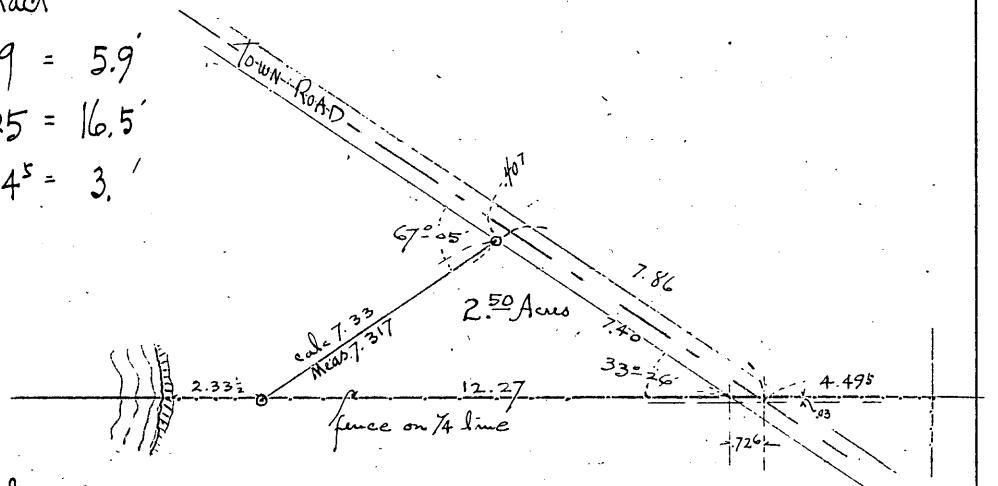 9 = 5.9'
25 = 16.5'
4⁵ = 3.'
TOWN ROAD
.40⁷
67°-05'
7.86
2.50 Acres
calc 7.33
Meas. 7.317
7.40
33°-26'
2.33½
12.27
4.49⁵
.03
fence on 1/4 line
.726